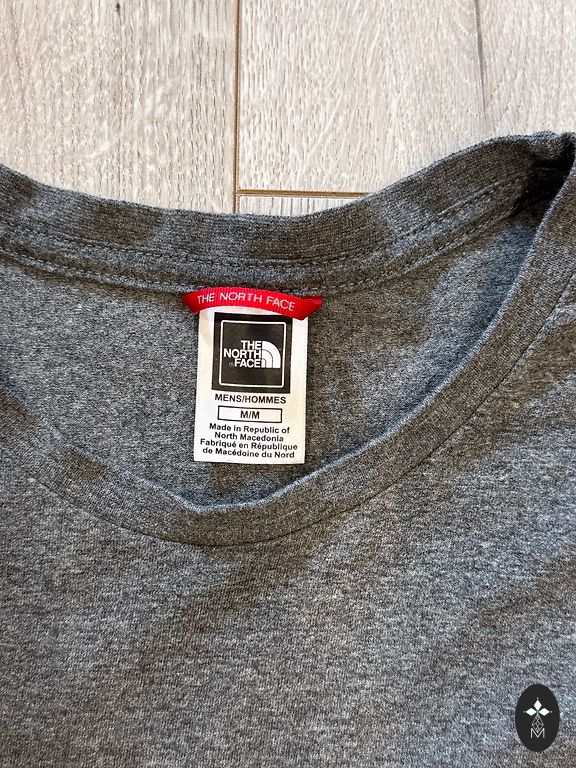 THE NORTH FACE
THE
NORTH
FACE
MENS/HOMMES
M/M
Made in Republic of
North Macedonia
Fabriqué en République
de Macédoine du Nord
M